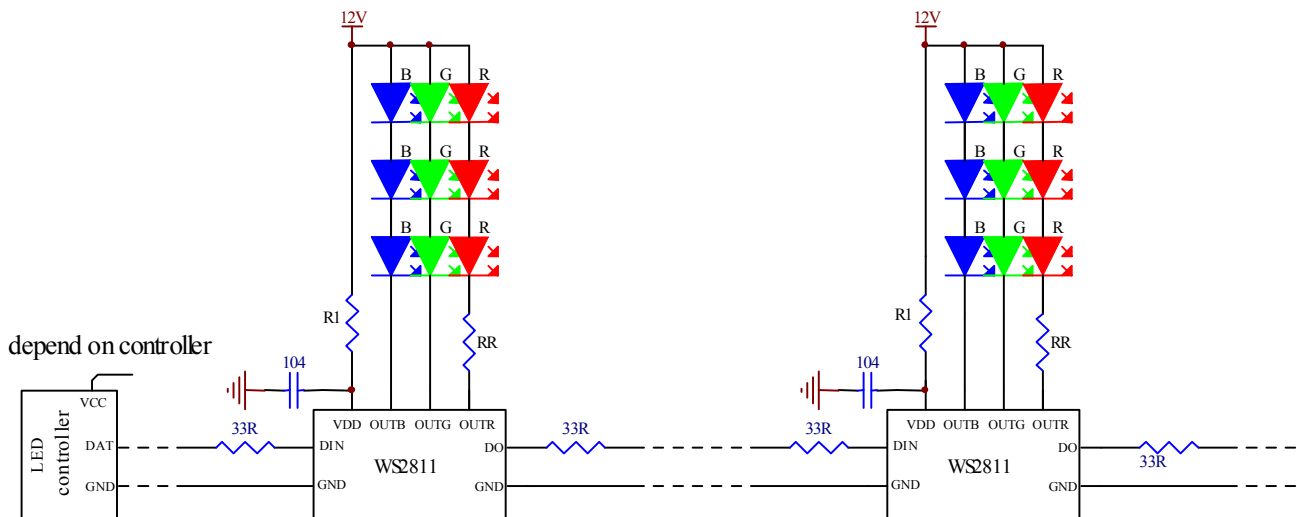 12V
12V
B G R
B G R
B G R
B G R
B G R
B G R
R1
RR
R1
RR
depend on controller
104
104
VCC
LED controller
DAT
GND
33R
VDD OUTB OUTG OUTR
DIN
DO
WS2811
GND
GND
33R
33R
VDD OUTB OUTG OUTR
DIN
DO
WS2811
GND
GND
33R